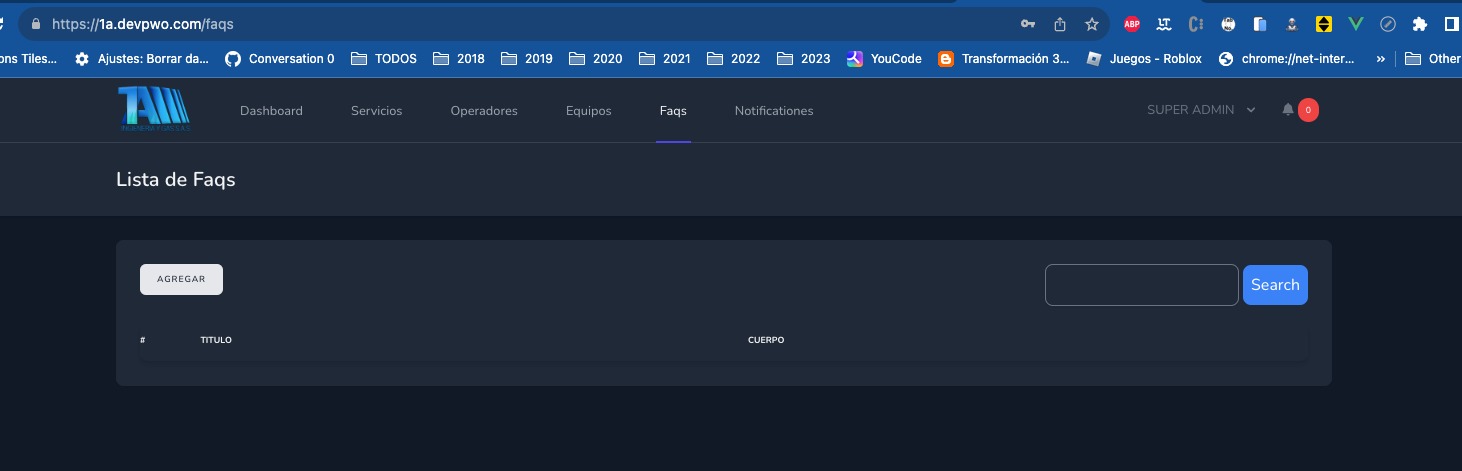 https://1a.devpwo.com/faqs
ABP
ons Tiles... Ajustes: Borrar da... Conversation 0 TODOS 2018 2019 2020 2021 2022 2023 YouCode Transformación 3... Juegos - Roblox chrome://net-inter... » Other
Dashboard Servicios Operadores Equipos Faqs Notificationes SUPER ADMIN 0
Lista de Faqs
AGREGAR Search
# TITULO CUERPO